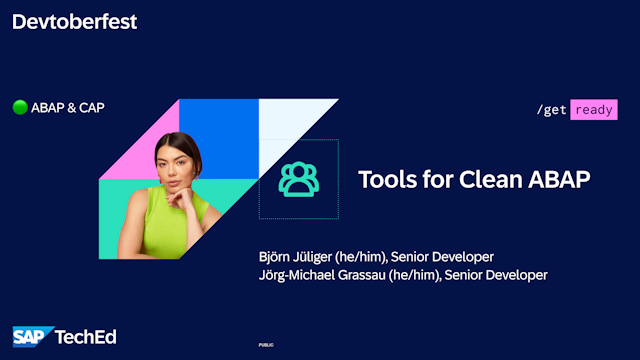 Devtoberfest
ABAP & CAP
/get ready
Tools for Clean ABAP
Björn Jüliger (he/him), Senior Developer
Jörg-Michael Grassau (he/him), Senior Developer
SAP TechEd
PUBLIC